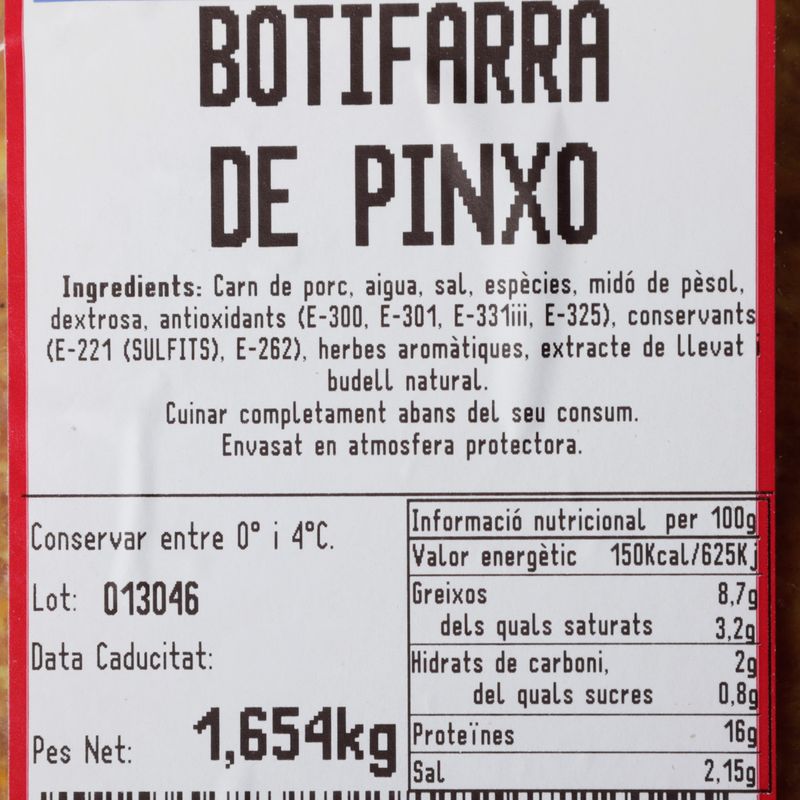 BOTIFARRA
DE PINXO
Ingredients: Carn de porc, aigua, sal, espècies, midó de pèsol,
dextrosa, antioxidants (E-300, E-301, E-331iii, E-325), conservants
(E-221 (SULFITS), E-262), herbes aromàtiques, extracte de llevat i
budell natural.
Cuinar completament abans del seu consum.
Envasat en atmosfera protectora.
Conservar entre 0° i 4°C.
Lot: 013046
Data Caducitat:
Pes Net: 1,654kg
Informació nutricional per 100g
Valor energètic 150Kcal/625Kj
Greixos 8,7g
dels quals saturats 3,2g
Hidrats de carboni, 2g
del quals sucres 0,8g
Proteïnes 16g
Sal 2,15g